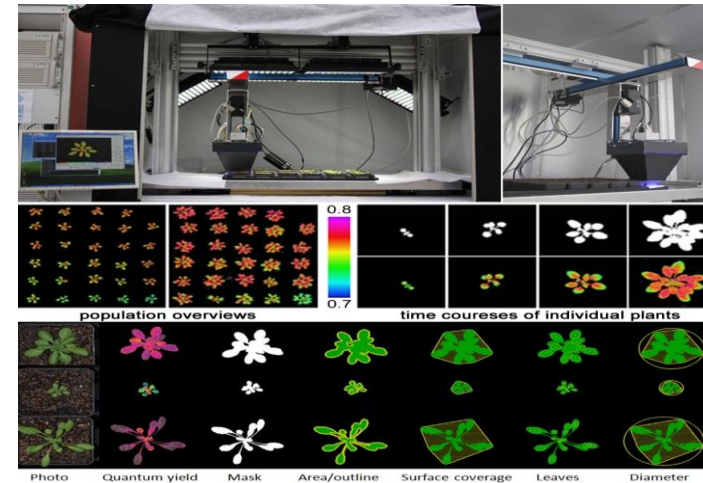 0.8
0.7
population overviews
time coureses of individual plants
Photo
Quantum yield
Mask
Area/outline
Surface coverage
Leaves
Diameter